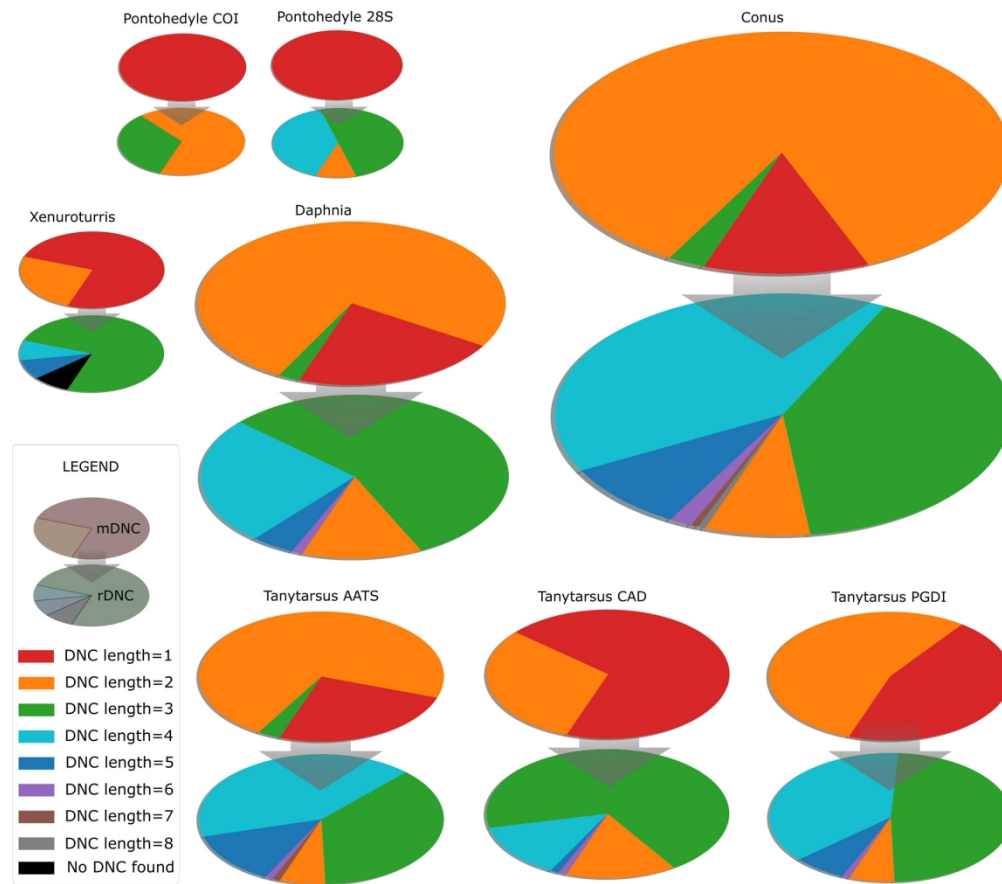 Pontohedyle COI
Pontohedyle 28S
Conus
Xenuroturris
Daphnia
LEGEND
mDNC
rDNC
Tanytarsus AATS
Tanytarsus CAD
Tanytarsus PGDI
DNC length=1
DNC length=2
DNC length=3
DNC length=4
DNC length=5
DNC length=6
DNC length=7
DNC length=8
No DNC found